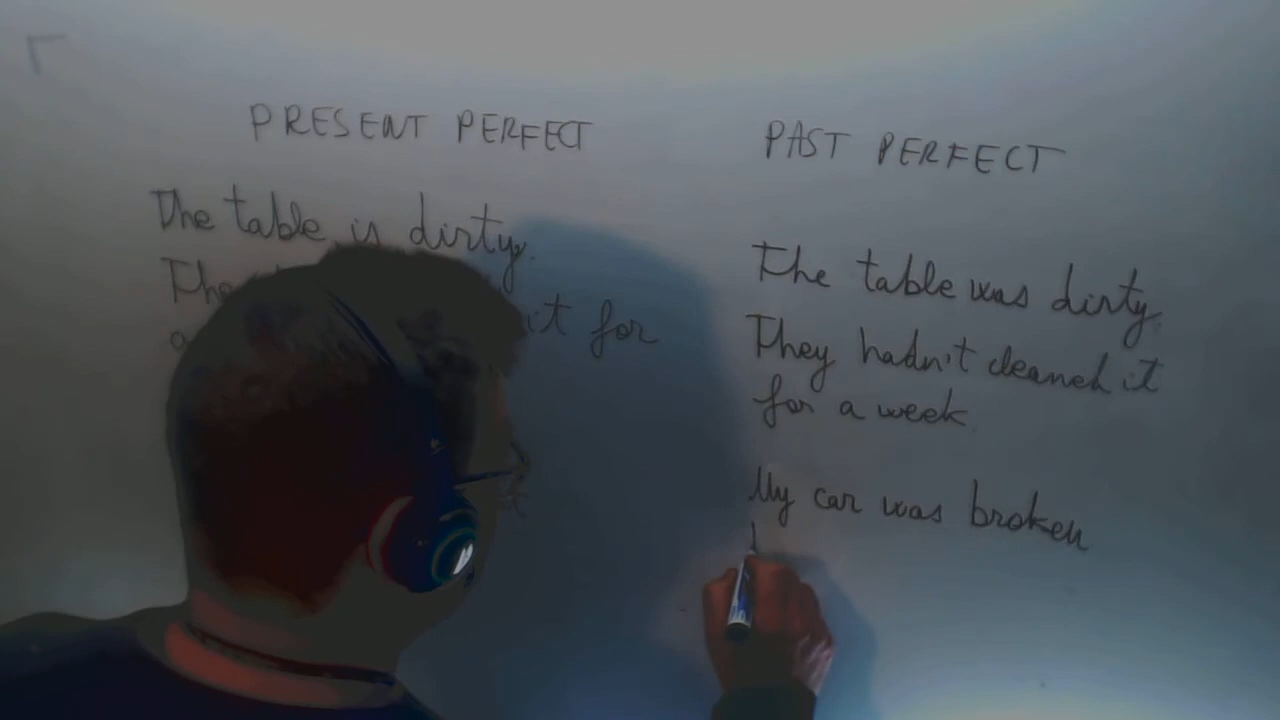 PRESENT PERFECT
The table is dirty.
it for
PAST PERFECT
The table was dirty.
They hadn't cleaned it
for a week
My car was broken